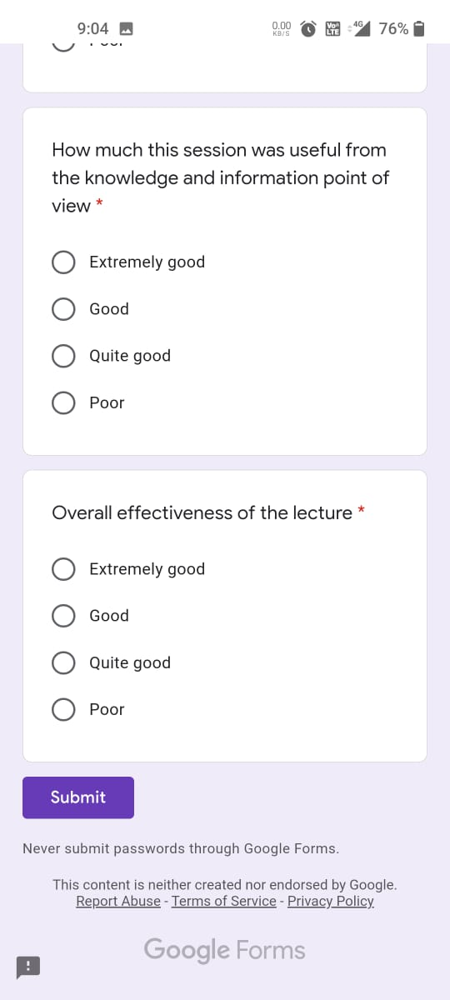 9:04
0.00
KB/S
Vo))
LTE
4G
76%
How much this session was useful from
the knowledge and information point of
view *
Extremely good
Good
Quite good
Poor
Overall effectiveness of the lecture *
Extremely good
Good
Quite good
Poor
Submit
Never submit passwords through Google Forms.
This content is neither created nor endorsed by Google.
Report Abuse - Terms of Service - Privacy Policy
Google Forms